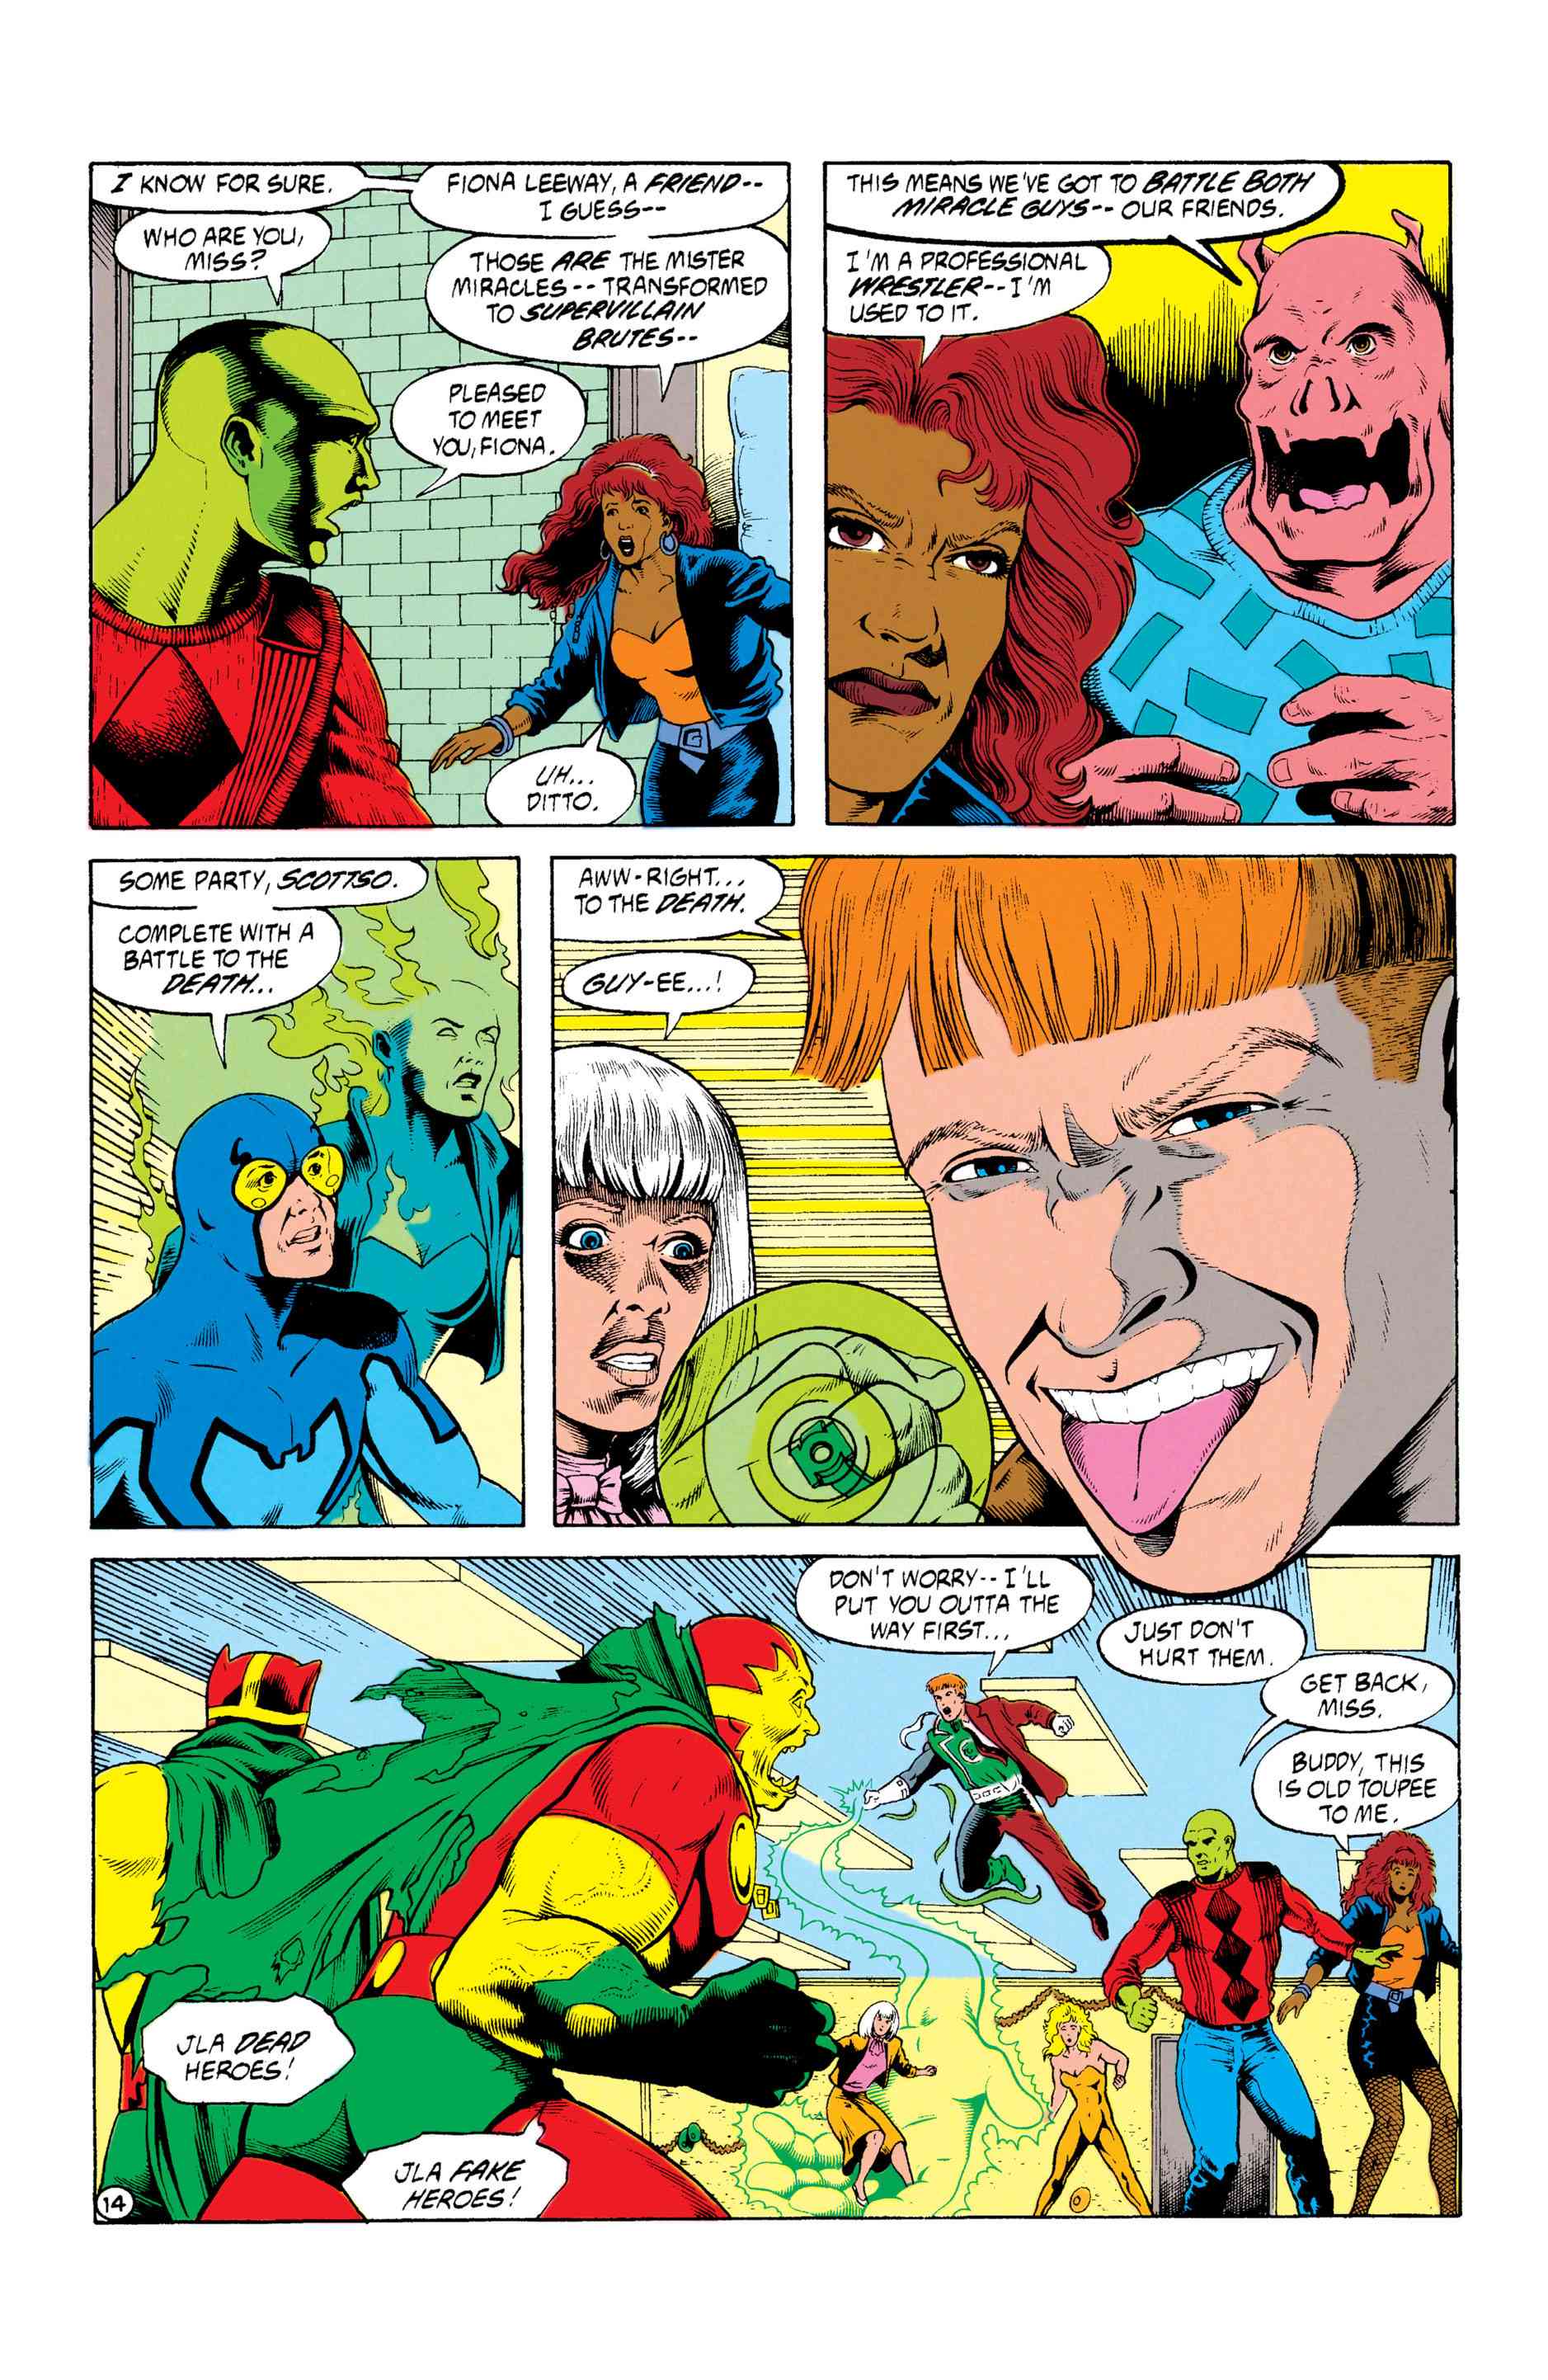 I KNOW FOR SURE.
WHO ARE YOU,
MISS?
FIONA LEEWAY, A FRIEND--
I GUESS--
THOSE ARE THE MISTER
MIRACLES-- TRANSFORMED
TO SUPERVILLAIN
BRUTES--
PLEASED
TO MEET
YOU, FIONA.
UH...
DITTO.
THIS MEANS WE'VE GOT TO BATTLE BOTH
MIRACLE GUYS-- OUR FRIENDS.
I'M A PROFESSIONAL
WRESTLER-- I'M
USED TO IT.
SOME PARTY, SCOTTSO.
COMPLETE WITH A
BATTLE TO THE
DEATH...
AWW-RIGHT...
TO THE DEATH.
GUY-EE...!
DON'T WORRY-- I'LL
PUT YOU OUTTA THE
WAY FIRST...
JUST DON'T
HURT THEM.
GET BACK,
MISS.
BUDDY, THIS
IS OLD TOUPEE
TO ME.
JLA DEAD
HEROES!
JLA FAKE
HEROES!
14